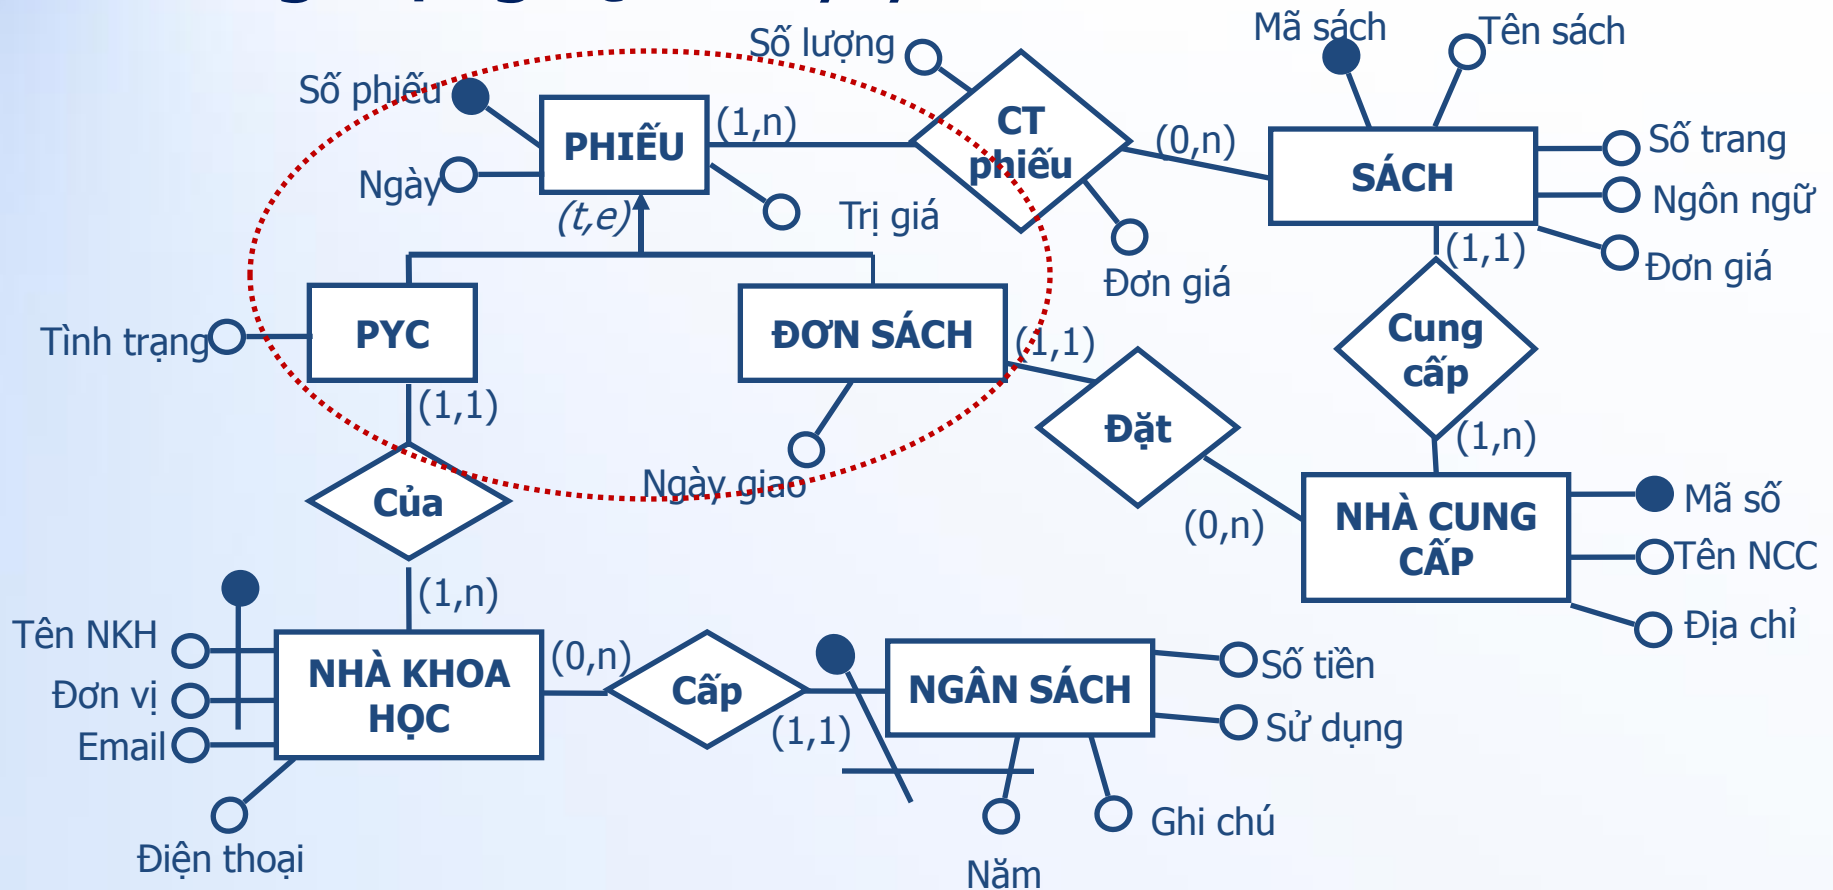 Số lượng
Mã sách
Tên sách
Số phiếu
PHIẾU
(1,n)
CT
phiếu
(0,n)
SÁCH
Số trang
Ngày
(t,e)
Trị giá
Ngôn ngữ
(1,1)
Đơn giá
Đơn giá
Tình trạng
PYC
ĐƠN SÁCH
(1,1)
Cung
cấp
(1,1)
Đặt
(1,n)
Của
Ngày giao
(0,n)
NHÀ CUNG
CẤP
Mã số
Tên NCC
(1,n)
Địa chỉ
Tên NKH
Đơn vị
Email
NHÀ KHOA
HỌC
(0,n)
Cấp
(1,1)
NGÂN SÁCH
Số tiền
Sử dụng
Điện thoại
Năm
Ghi chú